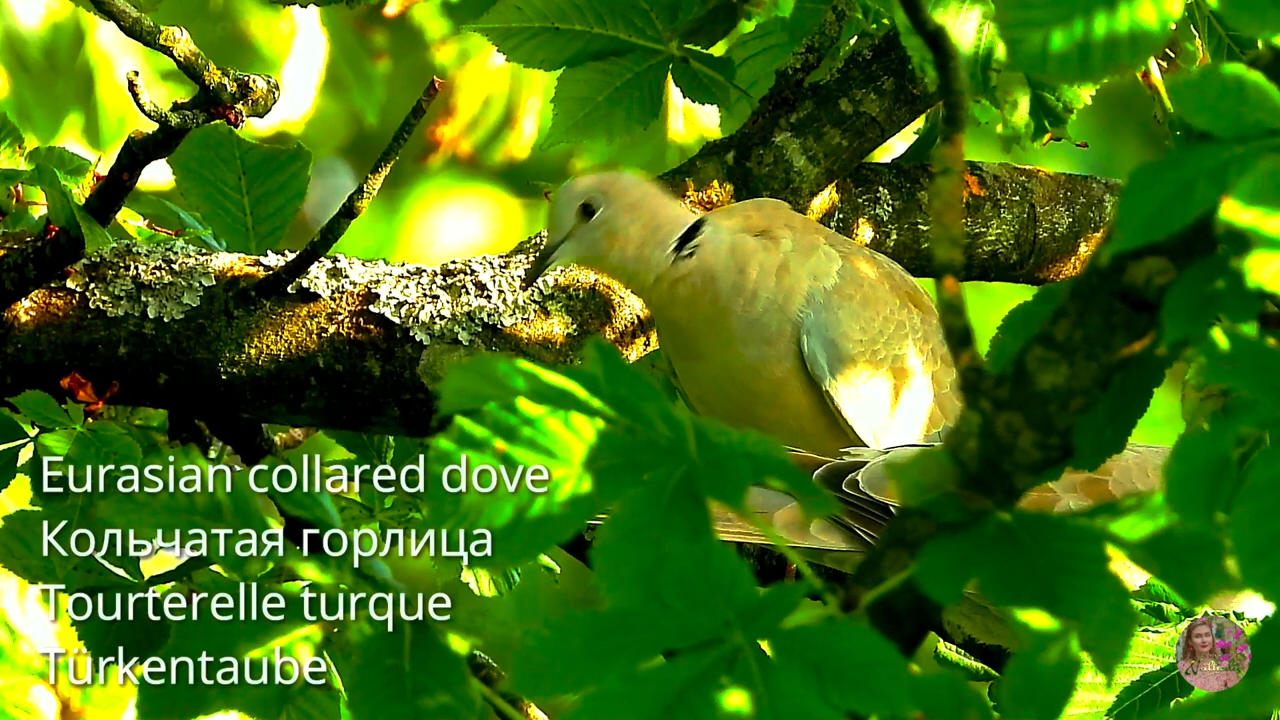 Eurasian collared dove
Кольчатая горлица
Tourterelle turque
Türkentaube